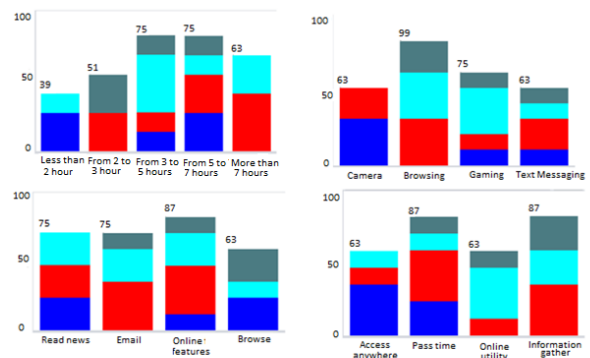 100
50
0
39
51
75
75
63
Less than
2 hour
From 2 to
3 hour
From 3 to
5 hours
From 5 to
7 hours
More than
7 hours
100
50
0
63
99
75
63
Camera
Browsing
Gaming
Text Messaging
100
50
0
75
75
87
63
Read news
Email
Online
features
Browse
100
50
0
63
87
63
87
Access
anywhere
Pass time
Online
utility
Information
gather